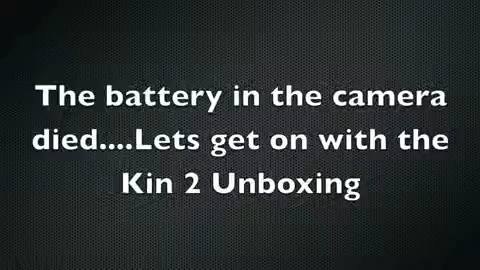 The battery in the camera
died....Lets get on with the
Kin 2 Unboxing